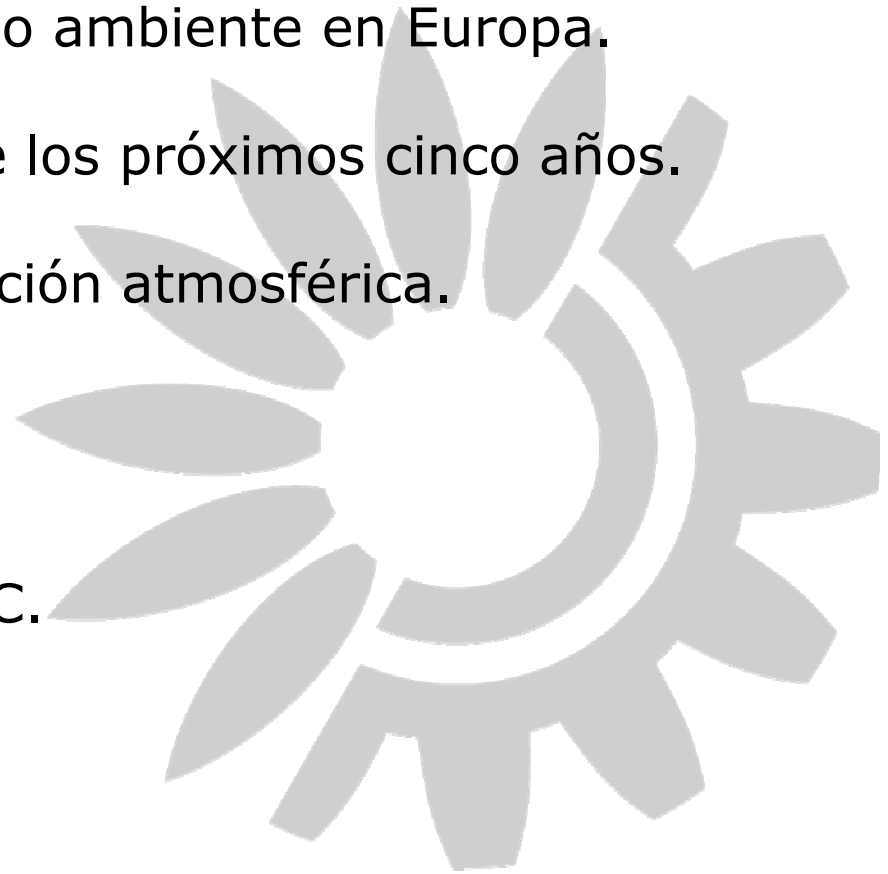 o ambiente en Europa.
e los próximos cinco años.
ción atmosférica.
C.